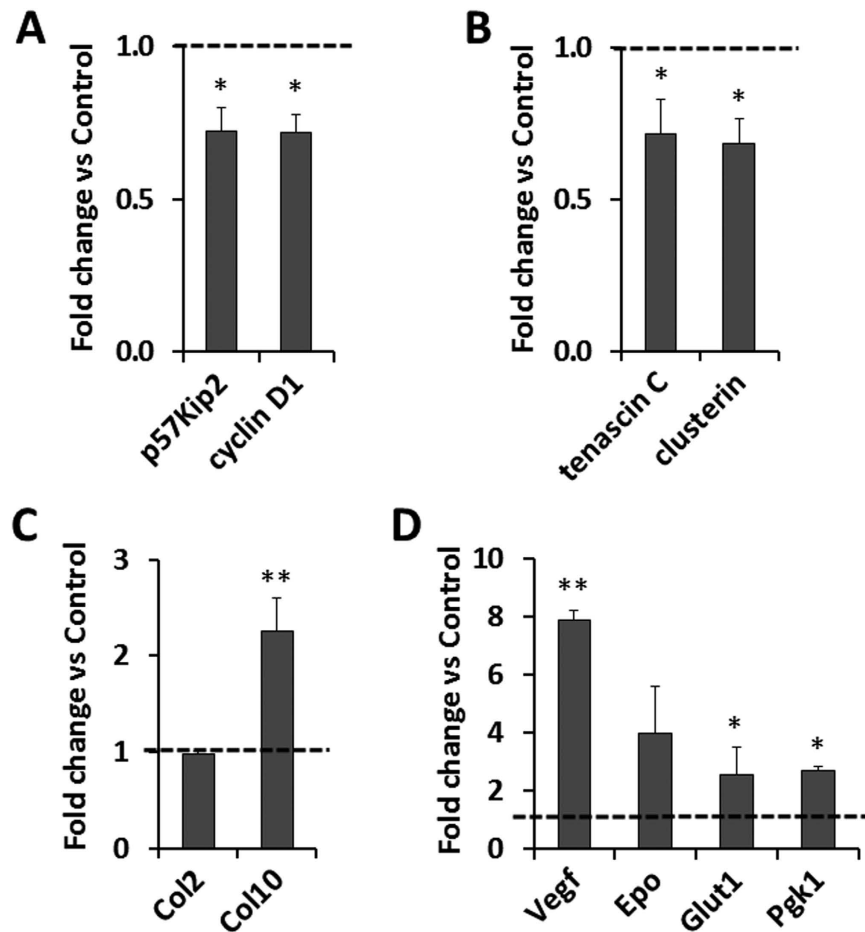 A
Fold change vs Control
1.0
0.5
0.0
*
*
p57Kip2
cyclin D1
B
Fold change vs Control
1.0
0.5
0.0
*
*
tenascin C
clusterin
C
Fold change vs Control
3
2
1
0
**
Col2
Col10
D
Fold change vs Control
10
8
6
4
2
0
**
*
*
Vegf
Epo
Glut1
Pgk1